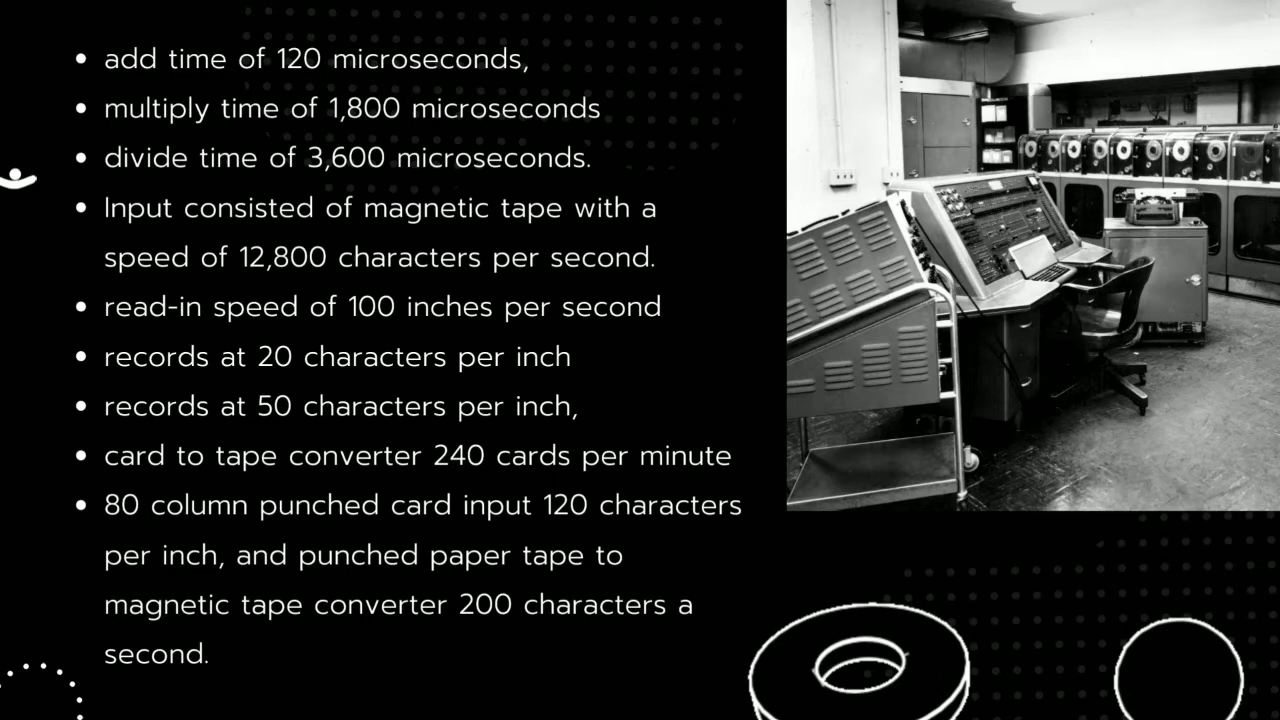 • add time of 120 microseconds,
• multiply time of 1,800 microseconds
• divide time of 3,600 microseconds.
• Input consisted of magnetic tape with a
speed of 12,800 characters per second.
• read-in speed of 100 inches per second
• records at 20 characters per inch
• records at 50 characters per inch,
• card to tape converter 240 cards per minute
• 80 column punched card input 120 characters
per inch, and punched paper tape to
magnetic tape converter 200 characters a
second.